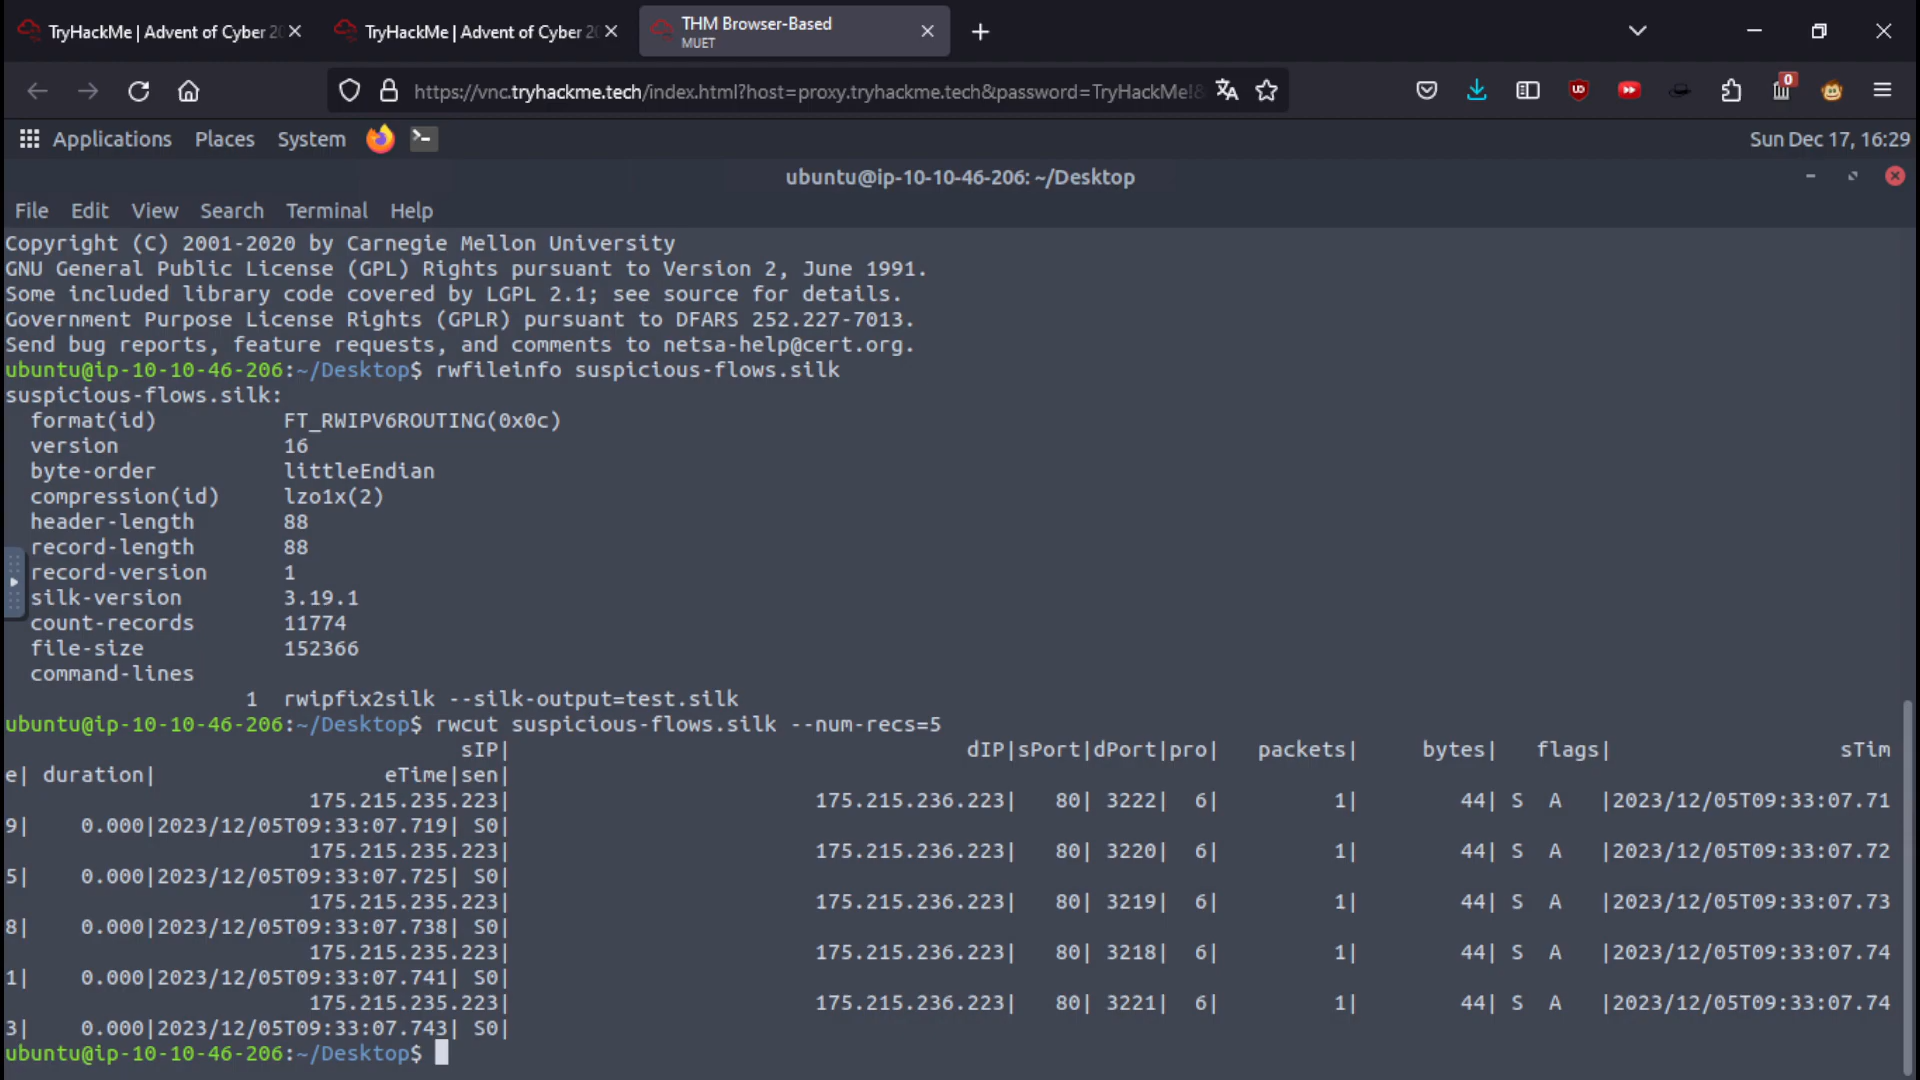 TryHackMe | Advent of Cyber 20
TryHackMe | Advent of Cyber 20
THM Browser-Based
MUET
https://vnc.tryhackme.tech/index.html?host=proxy.tryhackme.tech&password=TryHackMe!&
0
Applications Places System Sun Dec 17, 16:29
ubuntu@ip-10-10-46-206: ~/Desktop
File Edit View Search Terminal Help
Copyright (C) 2001-2020 by Carnegie Mellon University
GNU General Public License (GPL) Rights pursuant to Version 2, June 1991.
Some included library code covered by LGPL 2.1; see source for details.
Government Purpose License Rights (GPLR) pursuant to DFARS 252.227-7013.
Send bug reports, feature requests, and comments to netsa-help@cert.org.
ubuntu@ip-10-10-46-206:~/Desktop$ rwfileinfo suspicious-flows.silk
suspicious-flows.silk:
format(id) FT_RWIPV6ROUTING(0x0c)
version 16
byte-order littleEndian
compression(id) lzo1x(2)
header-length 88
record-length 88
record-version 1
silk-version 3.19.1
count-records 11774
file-size 152366
command-lines
1 rwipfix2silk --silk-output=test.silk
ubuntu@ip-10-10-46-206:~/Desktop$ rwcut suspicious-flows.silk --num-recs=5
sIP| dIP|sPort|dPort|pro| packets| bytes| flags| sTim
e| duration| eTime|sen|
175.215.235.223| 175.215.236.223| 80| 3222| 6| 1| 44| S A |2023/12/05T09:33:07.71
9| 0.000|2023/12/05T09:33:07.719| S0|
175.215.235.223| 175.215.236.223| 80| 3220| 6| 1| 44| S A |2023/12/05T09:33:07.72
5| 0.000|2023/12/05T09:33:07.725| S0|
175.215.235.223| 175.215.236.223| 80| 3219| 6| 1| 44| S A |2023/12/05T09:33:07.73
8| 0.000|2023/12/05T09:33:07.738| S0|
175.215.235.223| 175.215.236.223| 80| 3218| 6| 1| 44| S A |2023/12/05T09:33:07.74
1| 0.000|2023/12/05T09:33:07.741| S0|
175.215.235.223| 175.215.236.223| 80| 3221| 6| 1| 44| S A |2023/12/05T09:33:07.74
3| 0.000|2023/12/05T09:33:07.743| S0|
ubuntu@ip-10-10-46-206:~/Desktop$